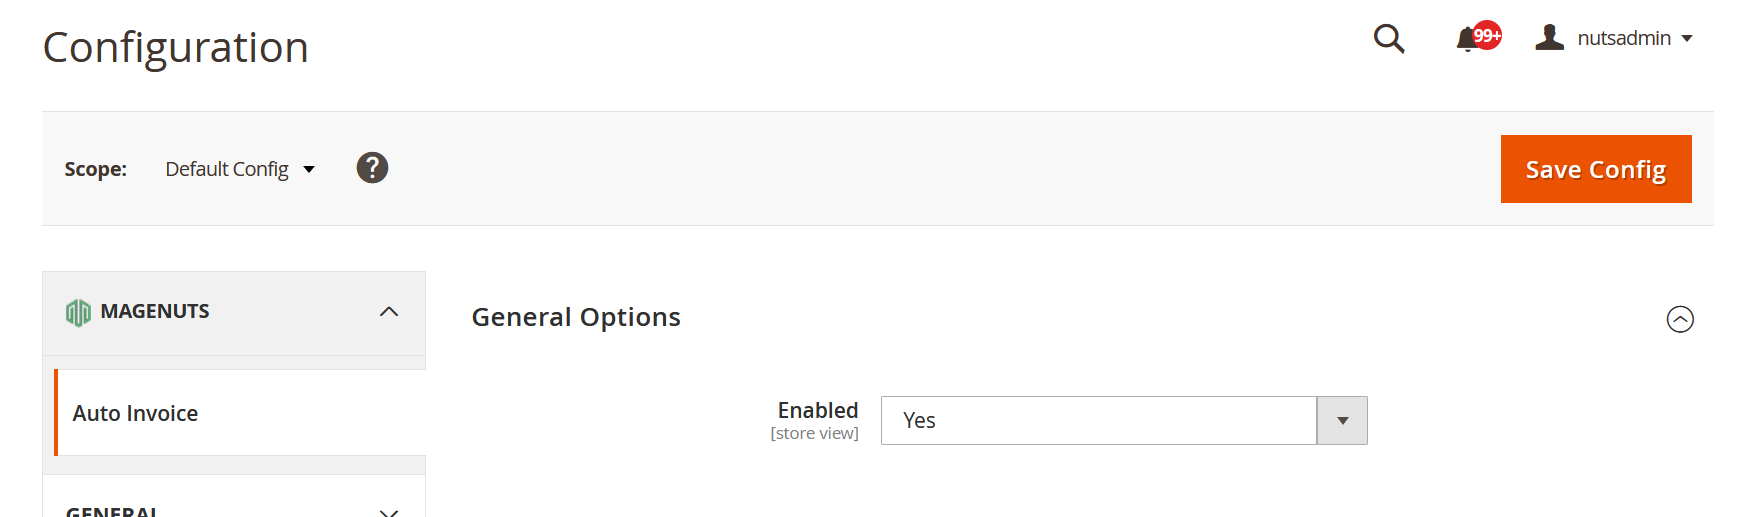 Configuration
99+
nutsadmin
Scope: Default Config ?
Save Config
MAGENUTS
Auto Invoice
GENERAL
General Options
Enabled
[store view]
Yes